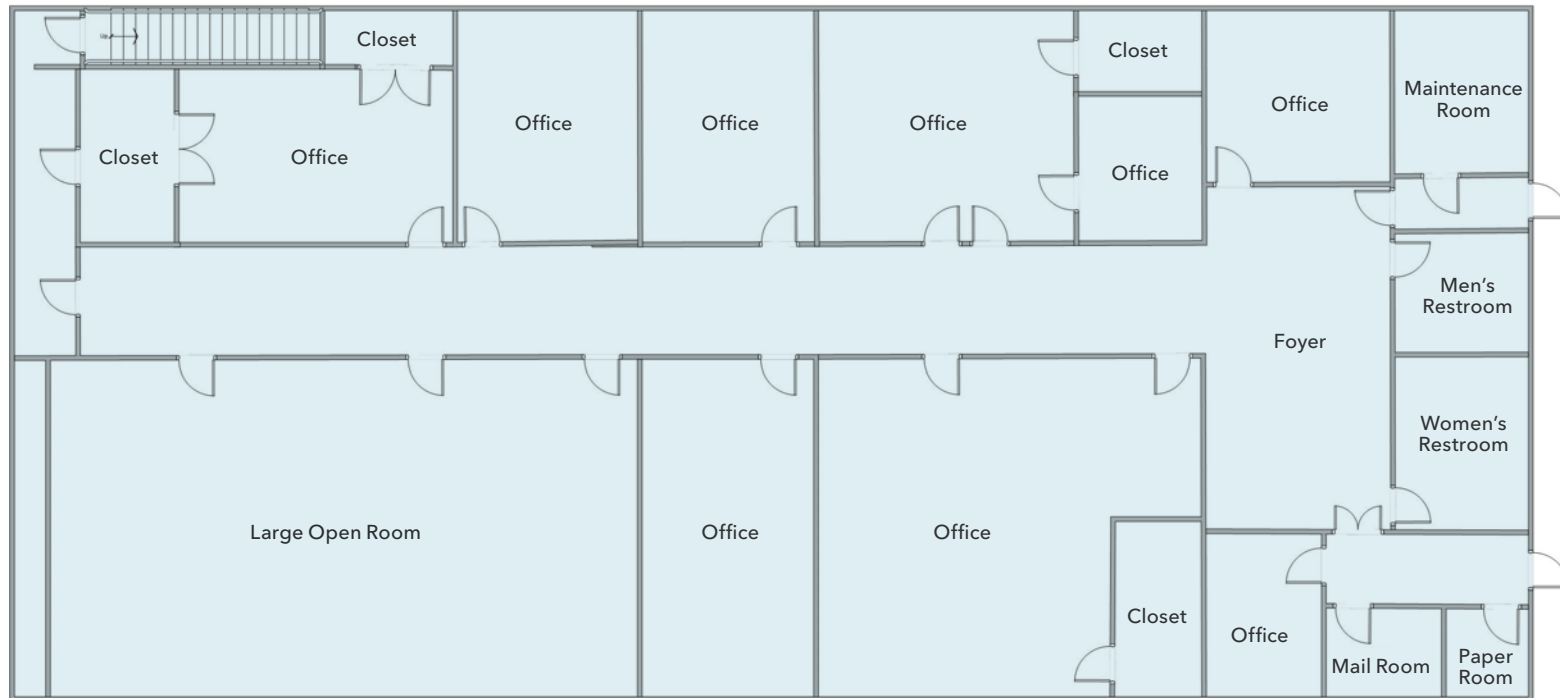 Closet
Closet
Office
Maintenance
Room
Office
Office
Office
Closet
Office
Office
Men's
Restroom
Foyer
Women's
Restroom
Large Open Room
Office
Office
Closet
Office
Mail Room
Paper
Room